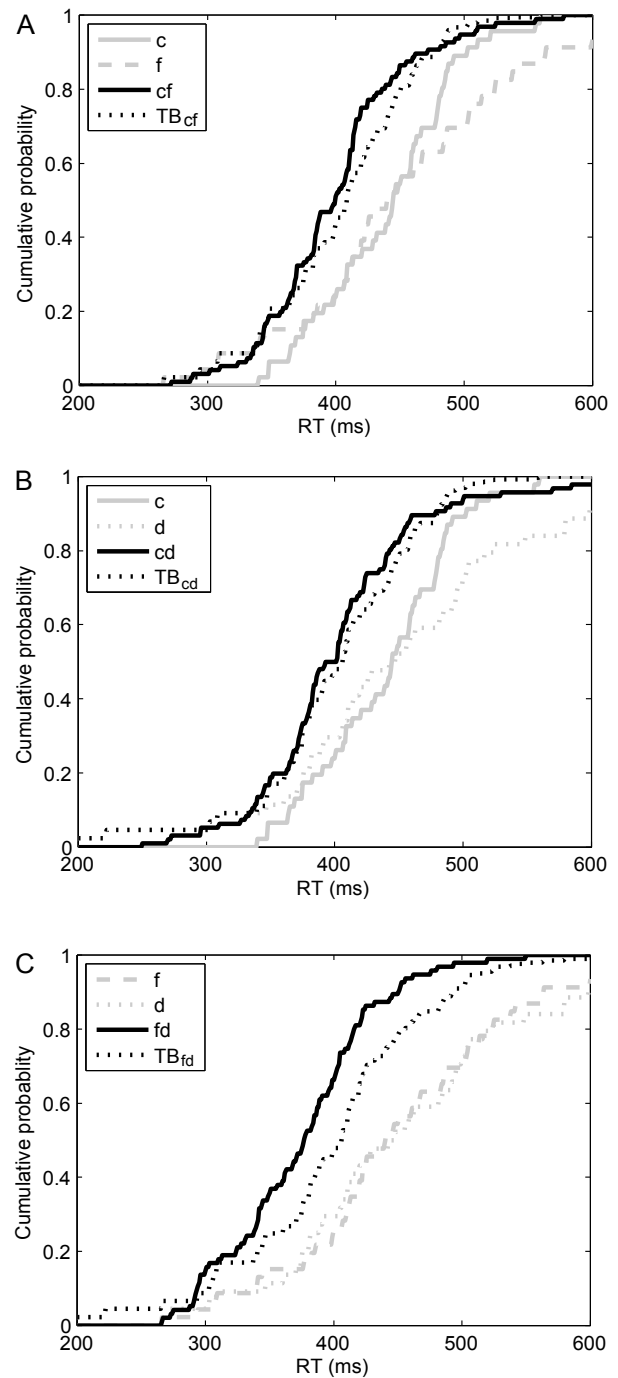 A
c
f
cf
TBcf
Cumulative probability
0
0.2
0.4
0.6
0.8
1
200 300 400 500 600
RT (ms)
B
c
d
cd
TBcd
Cumulative probability
0
0.2
0.4
0.6
0.8
1
200 300 400 500 600
RT (ms)
C
f
d
fd
TBfd
Cumulative probablity
0
0.2
0.4
0.6
0.8
1
200 300 400 500 600
RT (ms)